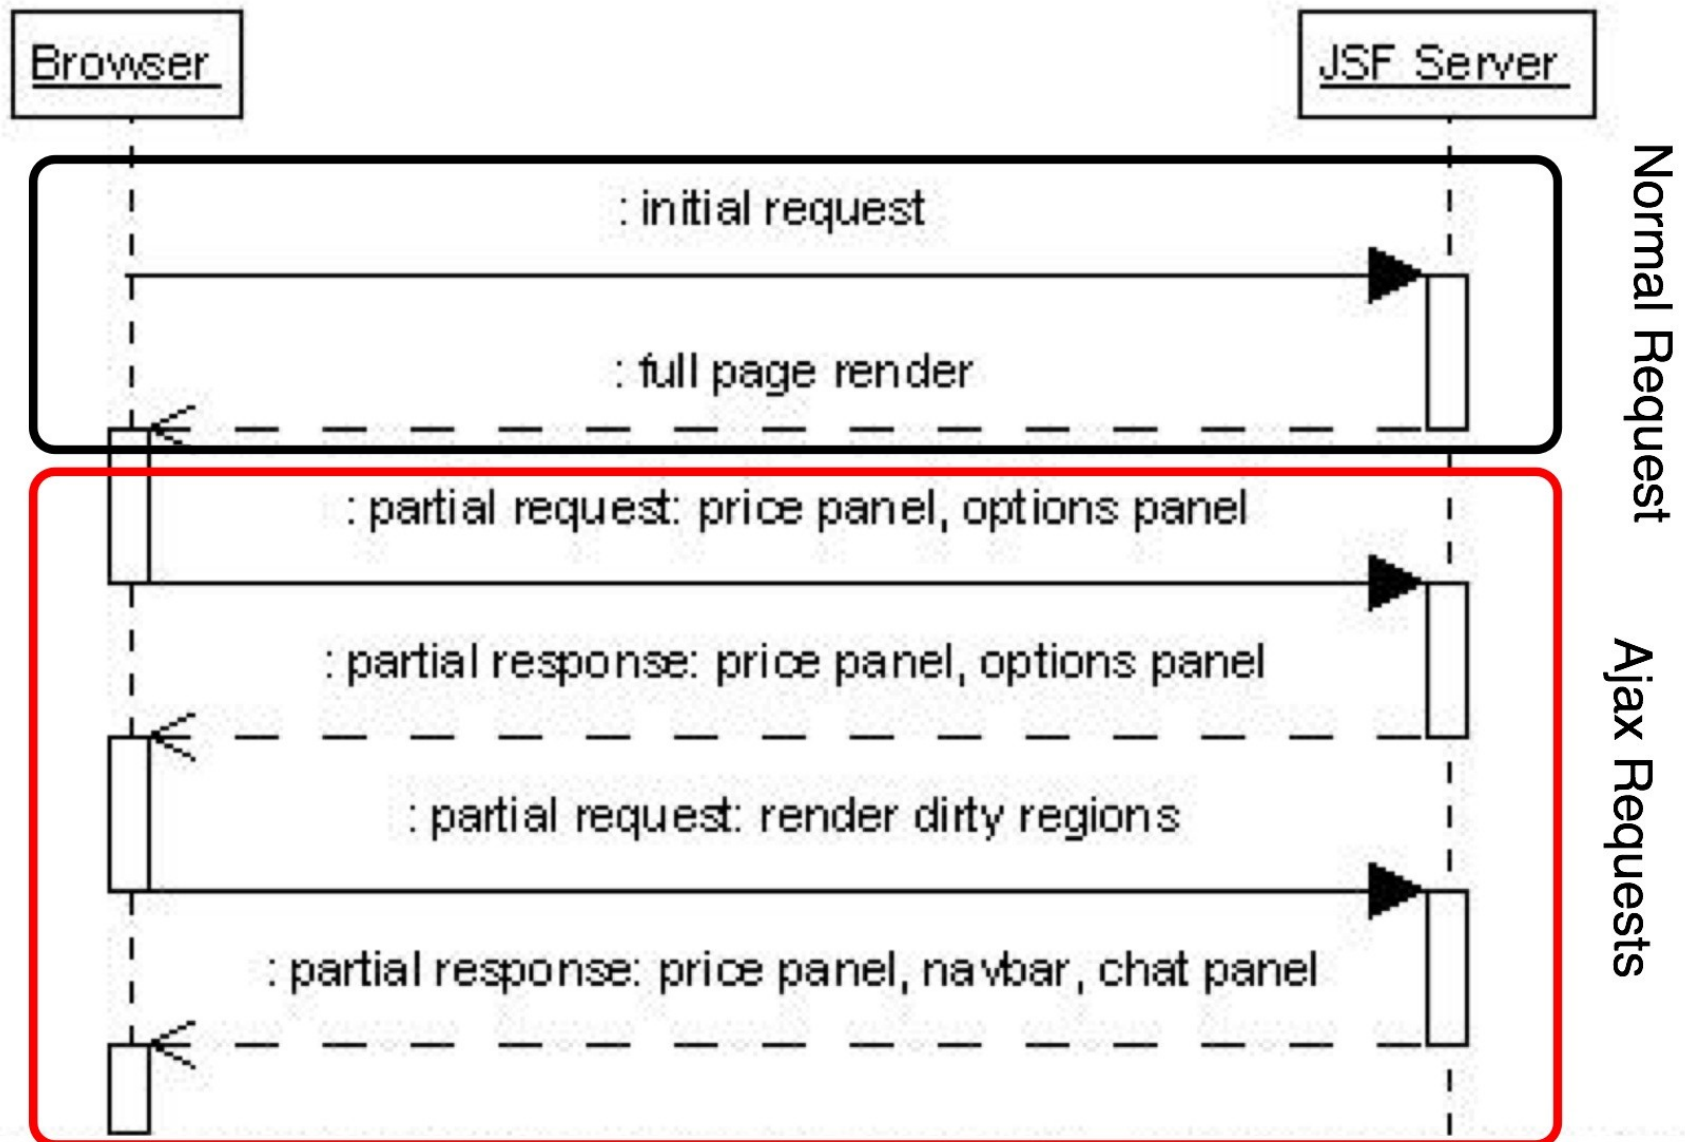 Browser
JSF Server
: initial request
: full page render
Normal Request
: partial request: price panel, options panel
: partial response: price panel, options panel
: partial request: render dirty regions
: partial response: price panel, navbar, chat panel
Ajax Requests